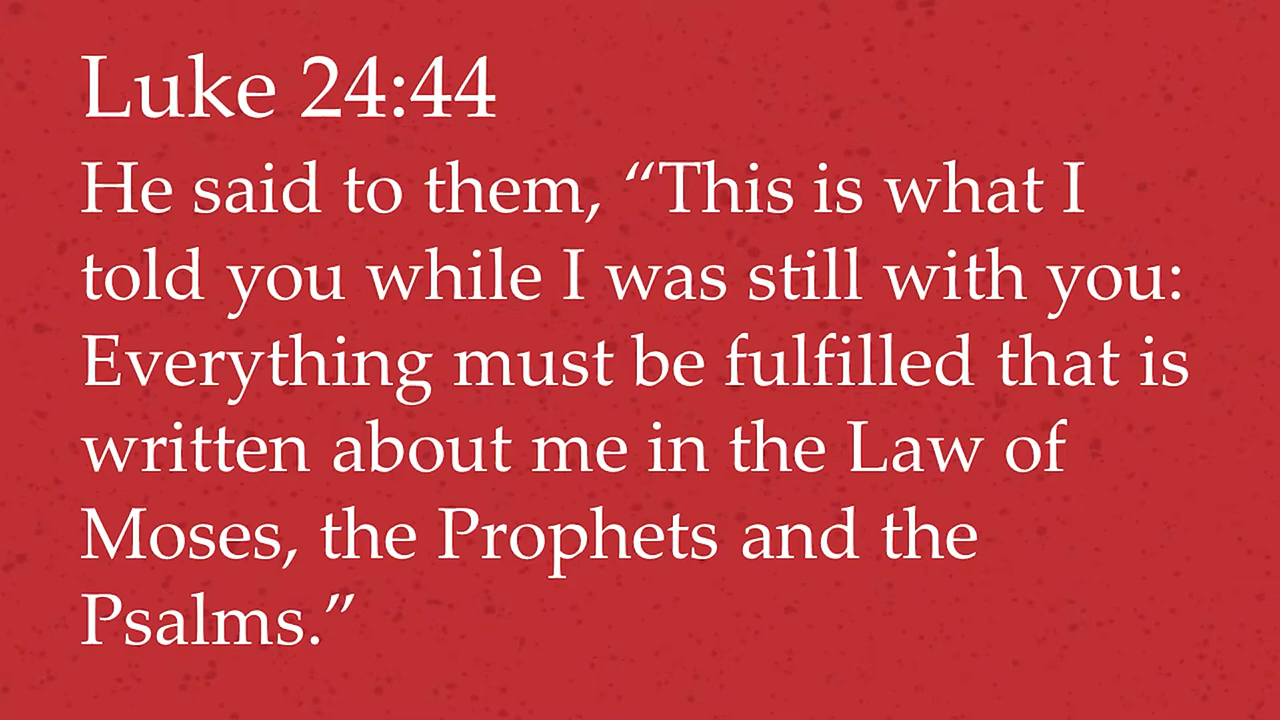 Luke 24:44
He said to them, “This is what I
told you while I was still with you:
Everything must be fulfilled that is
written about me in the Law of
Moses, the Prophets and the
Psalms.”